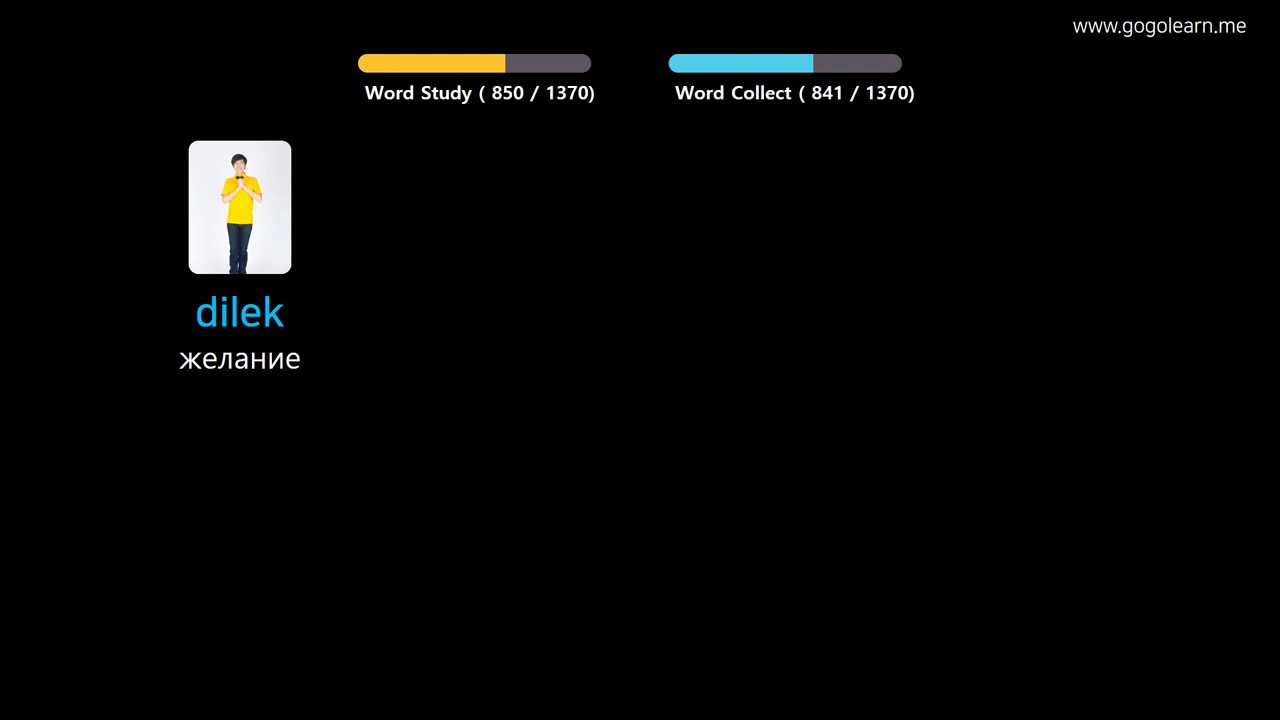 www.gogolearn.me
Word Study ( 850 / 1370)
Word Collect ( 841 / 1370)
dilek
желание